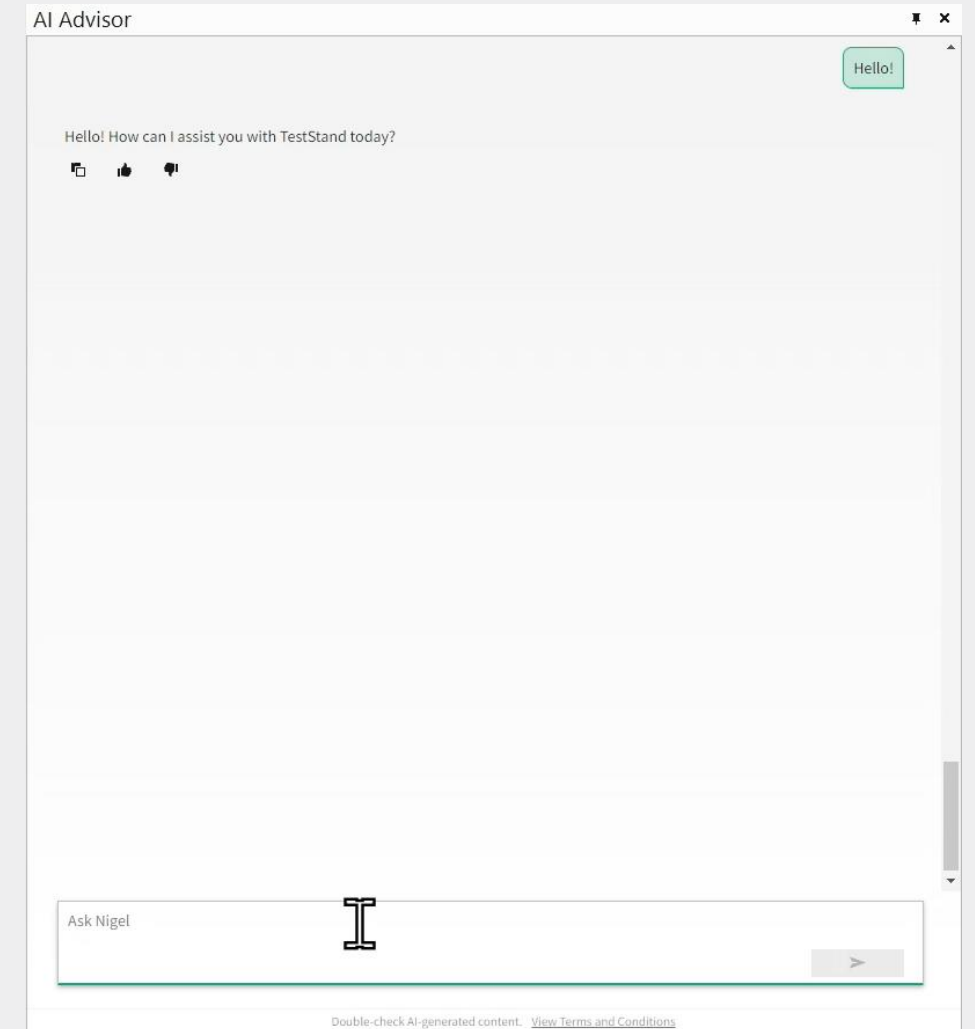 AI Advisor
Hello!
Hello! How can I assist you with TestStand today?
Ask Nigel
Double-check AI-generated content. View Terms and Conditions